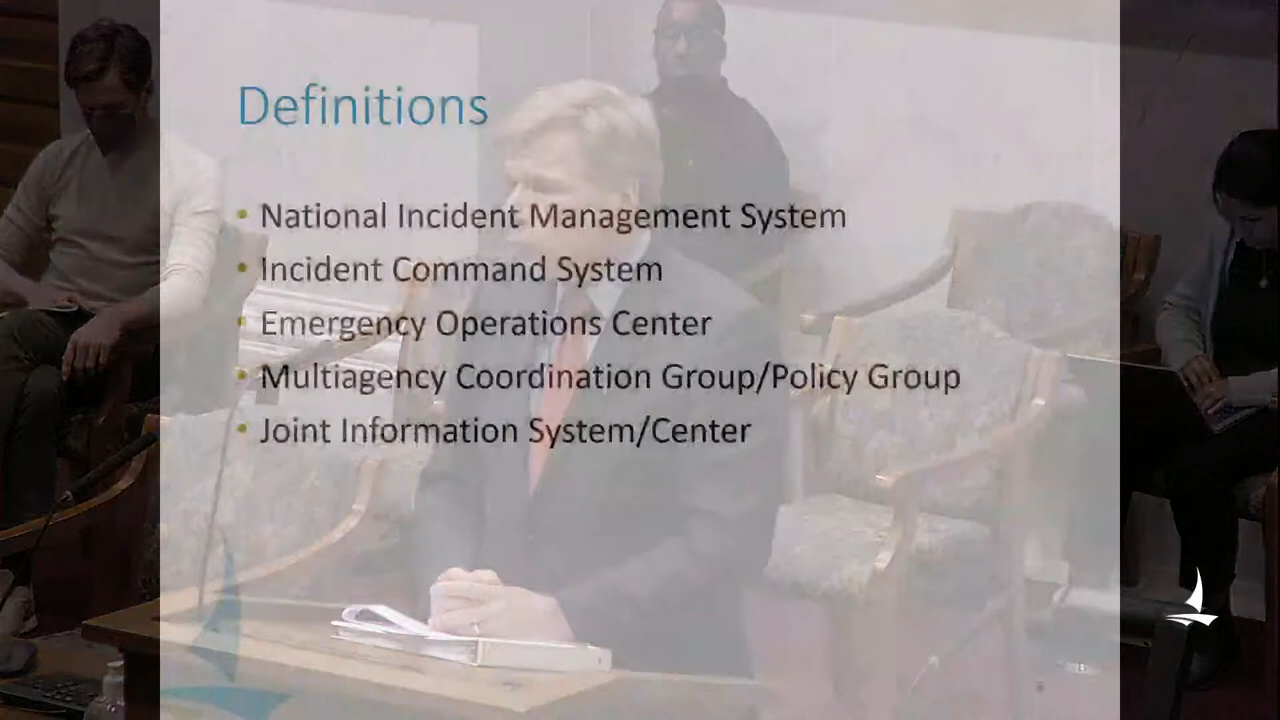 Definitions
• National Incident Management System
• Incident Command System
• Emergency Operations Center
• Multiagency Coordination Group/Policy Group
• Joint Information System/Center